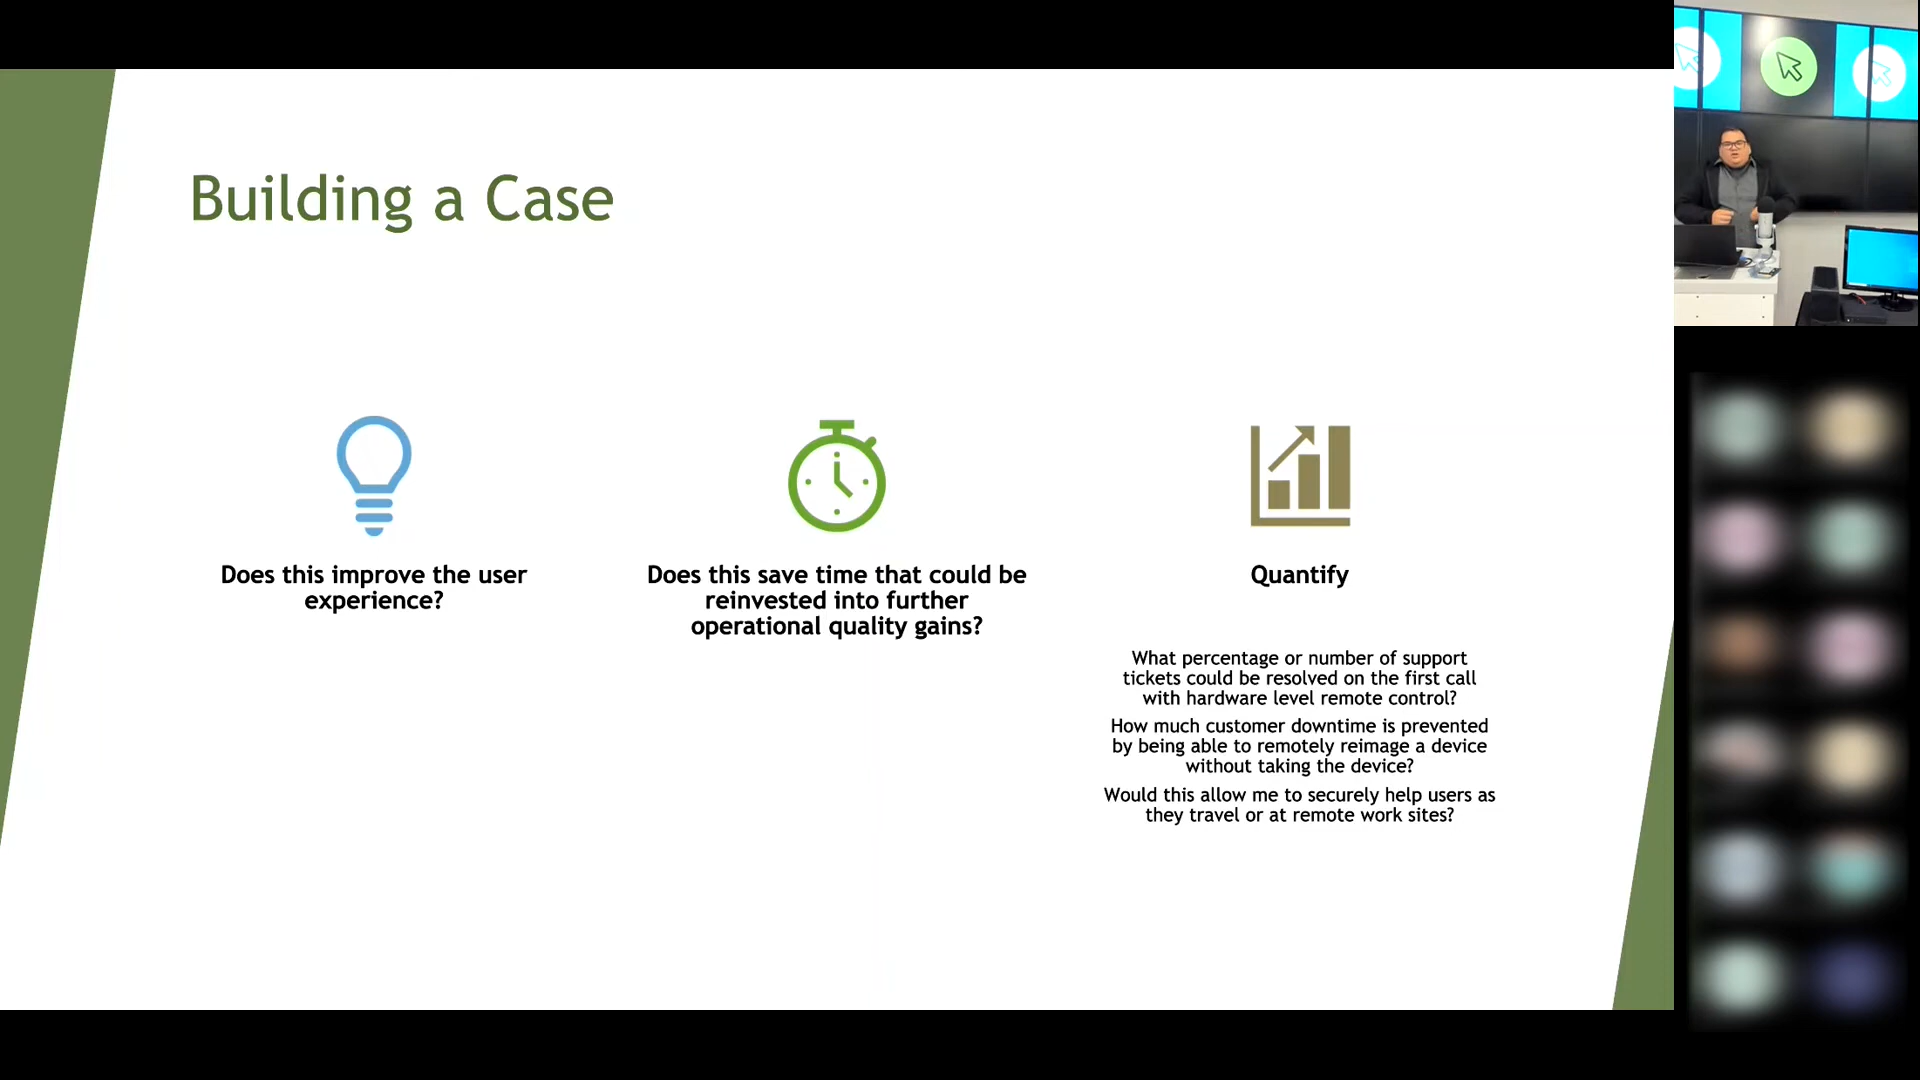 Building a Case
Does this improve the user
experience?
Does this save time that could be
reinvested into further
operational quality gains?
Quantify
What percentage or number of support
tickets could be resolved on the first call
with hardware level remote control?
How much customer downtime is prevented
by being able to remotely reimage a device
without taking the device?
Would this allow me to securely help users as
they travel or at remote work sites?